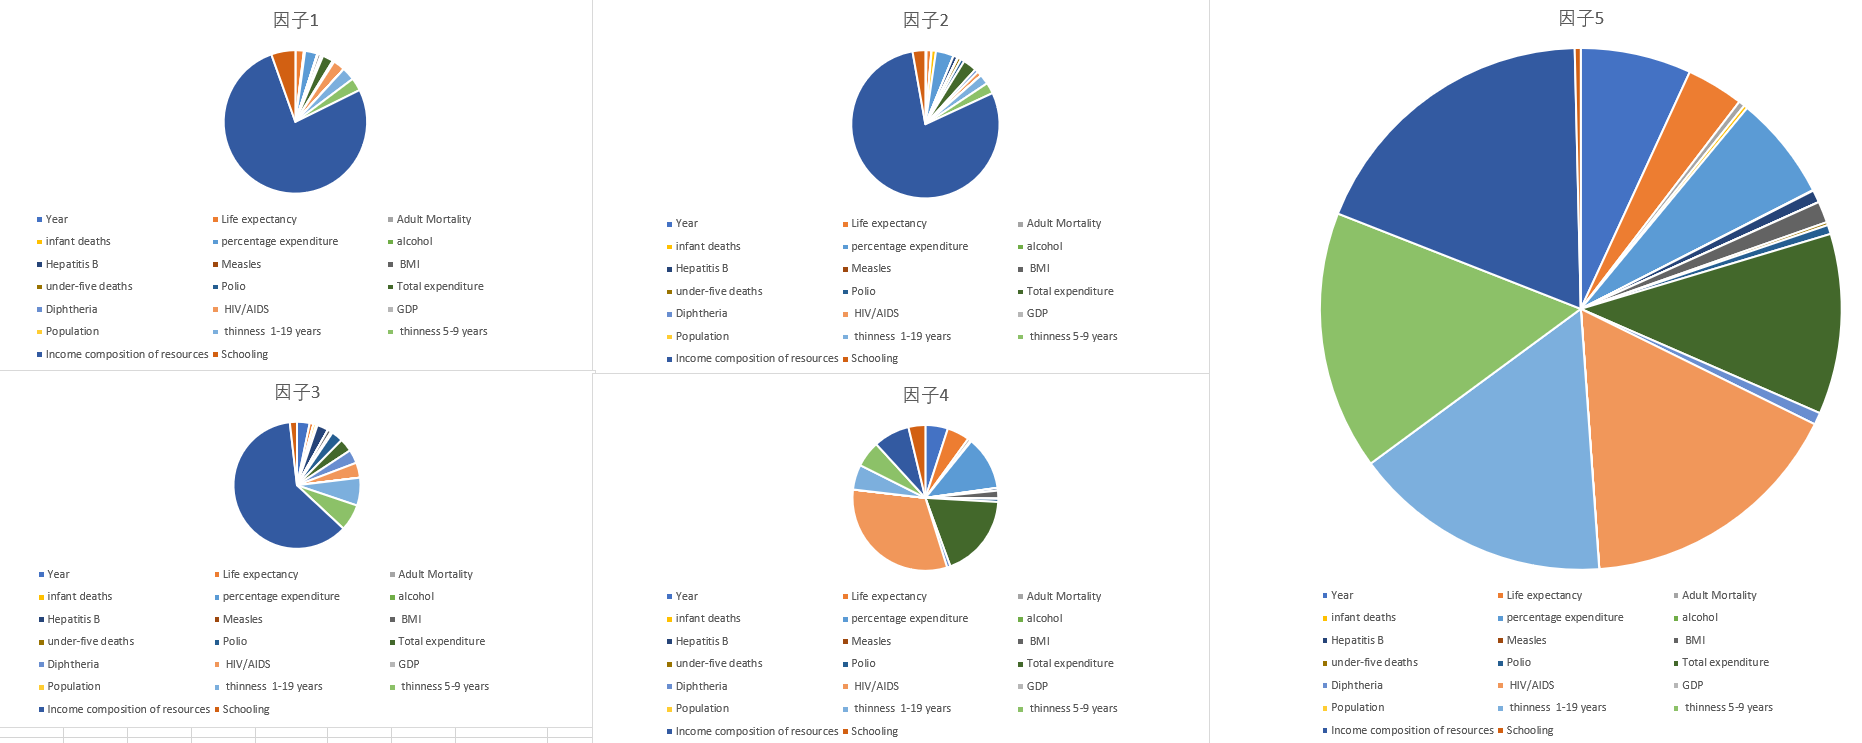 因子1
Year Life expectancy Adult Mortality
infant deaths percentage expenditure alcohol
Hepatitis B Measles BMI
under-five deaths Polio Total expenditure
Diphtheria HIV/AIDS GDP
Population thinness 1-19 years thinness 5-9 years
Income composition of resources Schooling
因子2
Year Life expectancy Adult Mortality
infant deaths percentage expenditure alcohol
Hepatitis B Measles BMI
under-five deaths Polio Total expenditure
Diphtheria HIV/AIDS GDP
Population thinness 1-19 years thinness 5-9 years
Income composition of resources Schooling
因子3
Year Life expectancy Adult Mortality
infant deaths percentage expenditure alcohol
Hepatitis B Measles BMI
under-five deaths Polio Total expenditure
Diphtheria HIV/AIDS GDP
Population thinness 1-19 years thinness 5-9 years
Income composition of resources Schooling
因子4
Year Life expectancy Adult Mortality
infant deaths percentage expenditure alcohol
Hepatitis B Measles BMI
under-five deaths Polio Total expenditure
Diphtheria HIV/AIDS GDP
Population thinness 1-19 years thinness 5-9 years
Income composition of resources Schooling
因子5
Year Life expectancy Adult Mortality
infant deaths percentage expenditure alcohol
Hepatitis B Measles BMI
under-five deaths Polio Total expenditure
Diphtheria HIV/AIDS GDP
Population thinness 1-19 years thinness 5-9 years
Income composition of resources Schooling